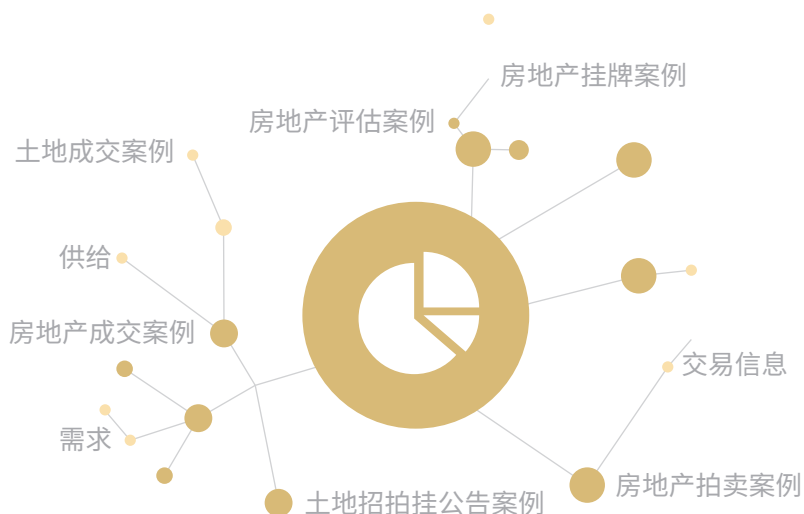 房地产挂牌案例
房地产评估案例
土地成交案例
供给
房地产成交案例
交易信息
需求
房地产拍卖案例
土地招拍挂公告案例